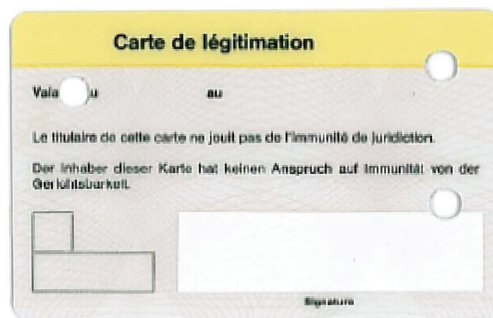 Carte de légitimation
au
Le titulaire de cette carte ne jouit pas de l'immunité de juridiction.
Der Inhaber dieser Karte hat keinen Anspruch auf Immunität von der
Gerichtsbarkeit.
Signature